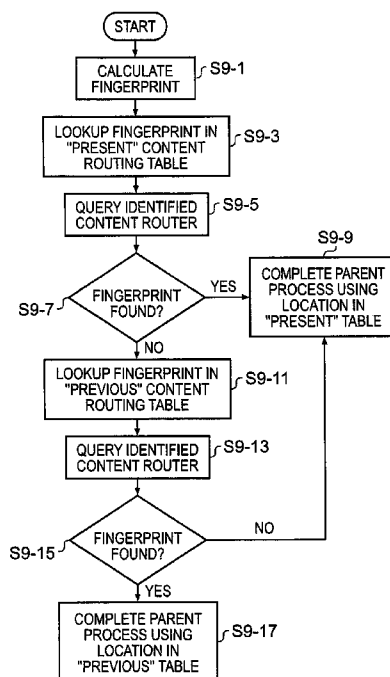 START
CALCULATE
FINGERPRINT
S9-1
LOOKUP FINGERPRINT IN
"PRESENT" CONTENT
ROUTING TABLE
S9-3
QUERY IDENTIFIED
CONTENT ROUTER
S9-5
FINGERPRINT
FOUND?
S9-7
YES
S9-9
COMPLETE PARENT
PROCESS USING
LOCATION IN
"PRESENT" TABLE
NO
LOOKUP FINGERPRINT IN
"PREVIOUS" CONTENT
ROUTING TABLE
S9-11
QUERY IDENTIFIED
CONTENT ROUTER
S9-13
FINGERPRINT
FOUND?
S9-15
NO
YES
COMPLETE PARENT
PROCESS USING
LOCATION IN
"PREVIOUS" TABLE
S9-17